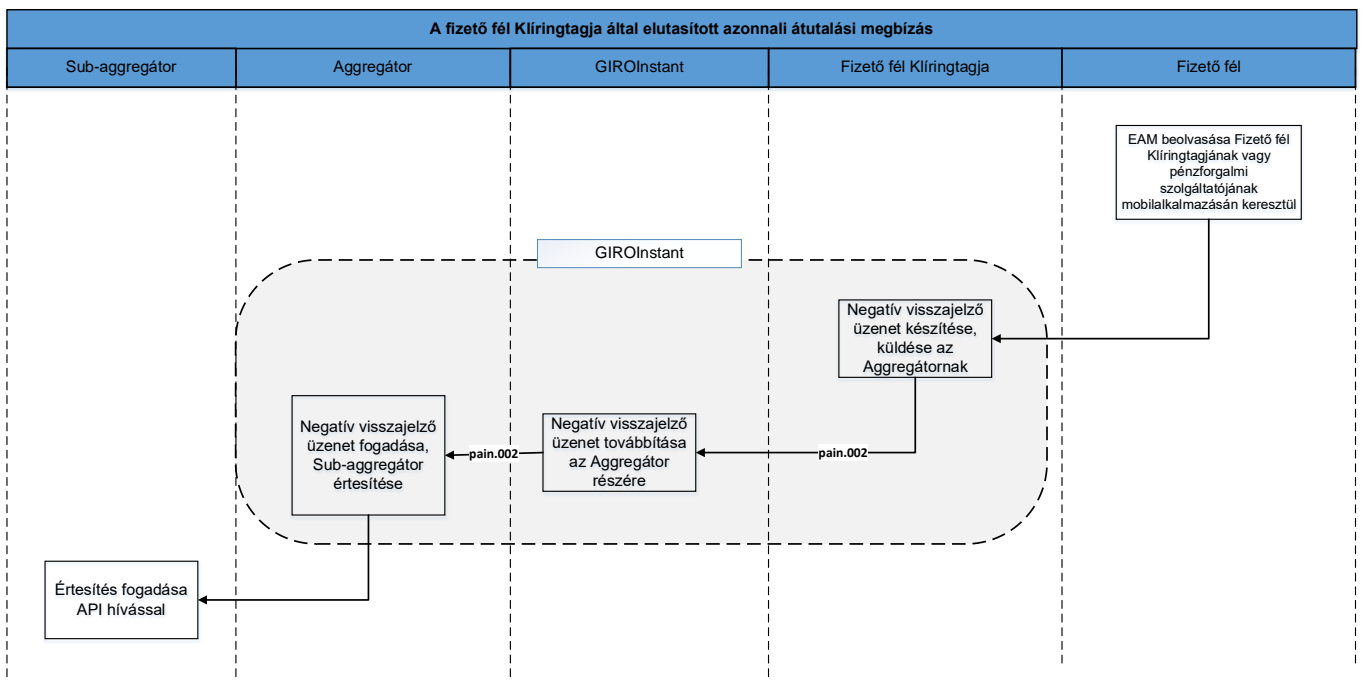 A fizető fél Klíringtagja által elutasított azonnali átutalási megbízás
Sub-aggregátor
Aggregátor
GIROInstant
Fizető fél Klíringtagja
Fizető fél
EAM beolvasása Fizető fél
Klíringtagjának vagy
pénzforgalmi
szolgáltatójának
mobilalkalmazásán keresztül
GIROInstant
Negatív visszajelző
üzenet készítése,
küldése az
Aggregátornak
Negatív visszajelző
üzenet fogadása,
Sub-aggregátor
értesítése
pain.002
Negatív visszajelző
üzenet továbbítása
az Aggregátor
részére
pain.002
Értesítés fogadása
API hívással